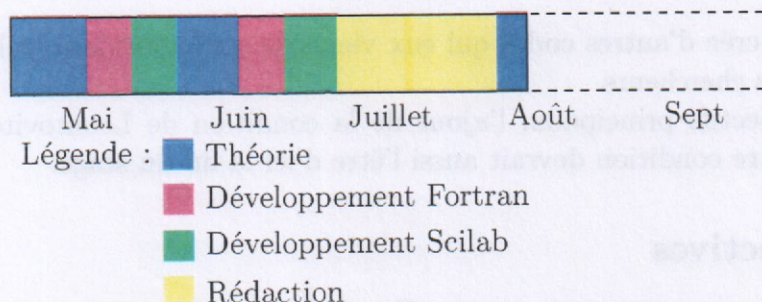 Mai Juin Juillet Août Sept
Légende : Théorie
Développement Fortran
Développement Scilab
Rédaction